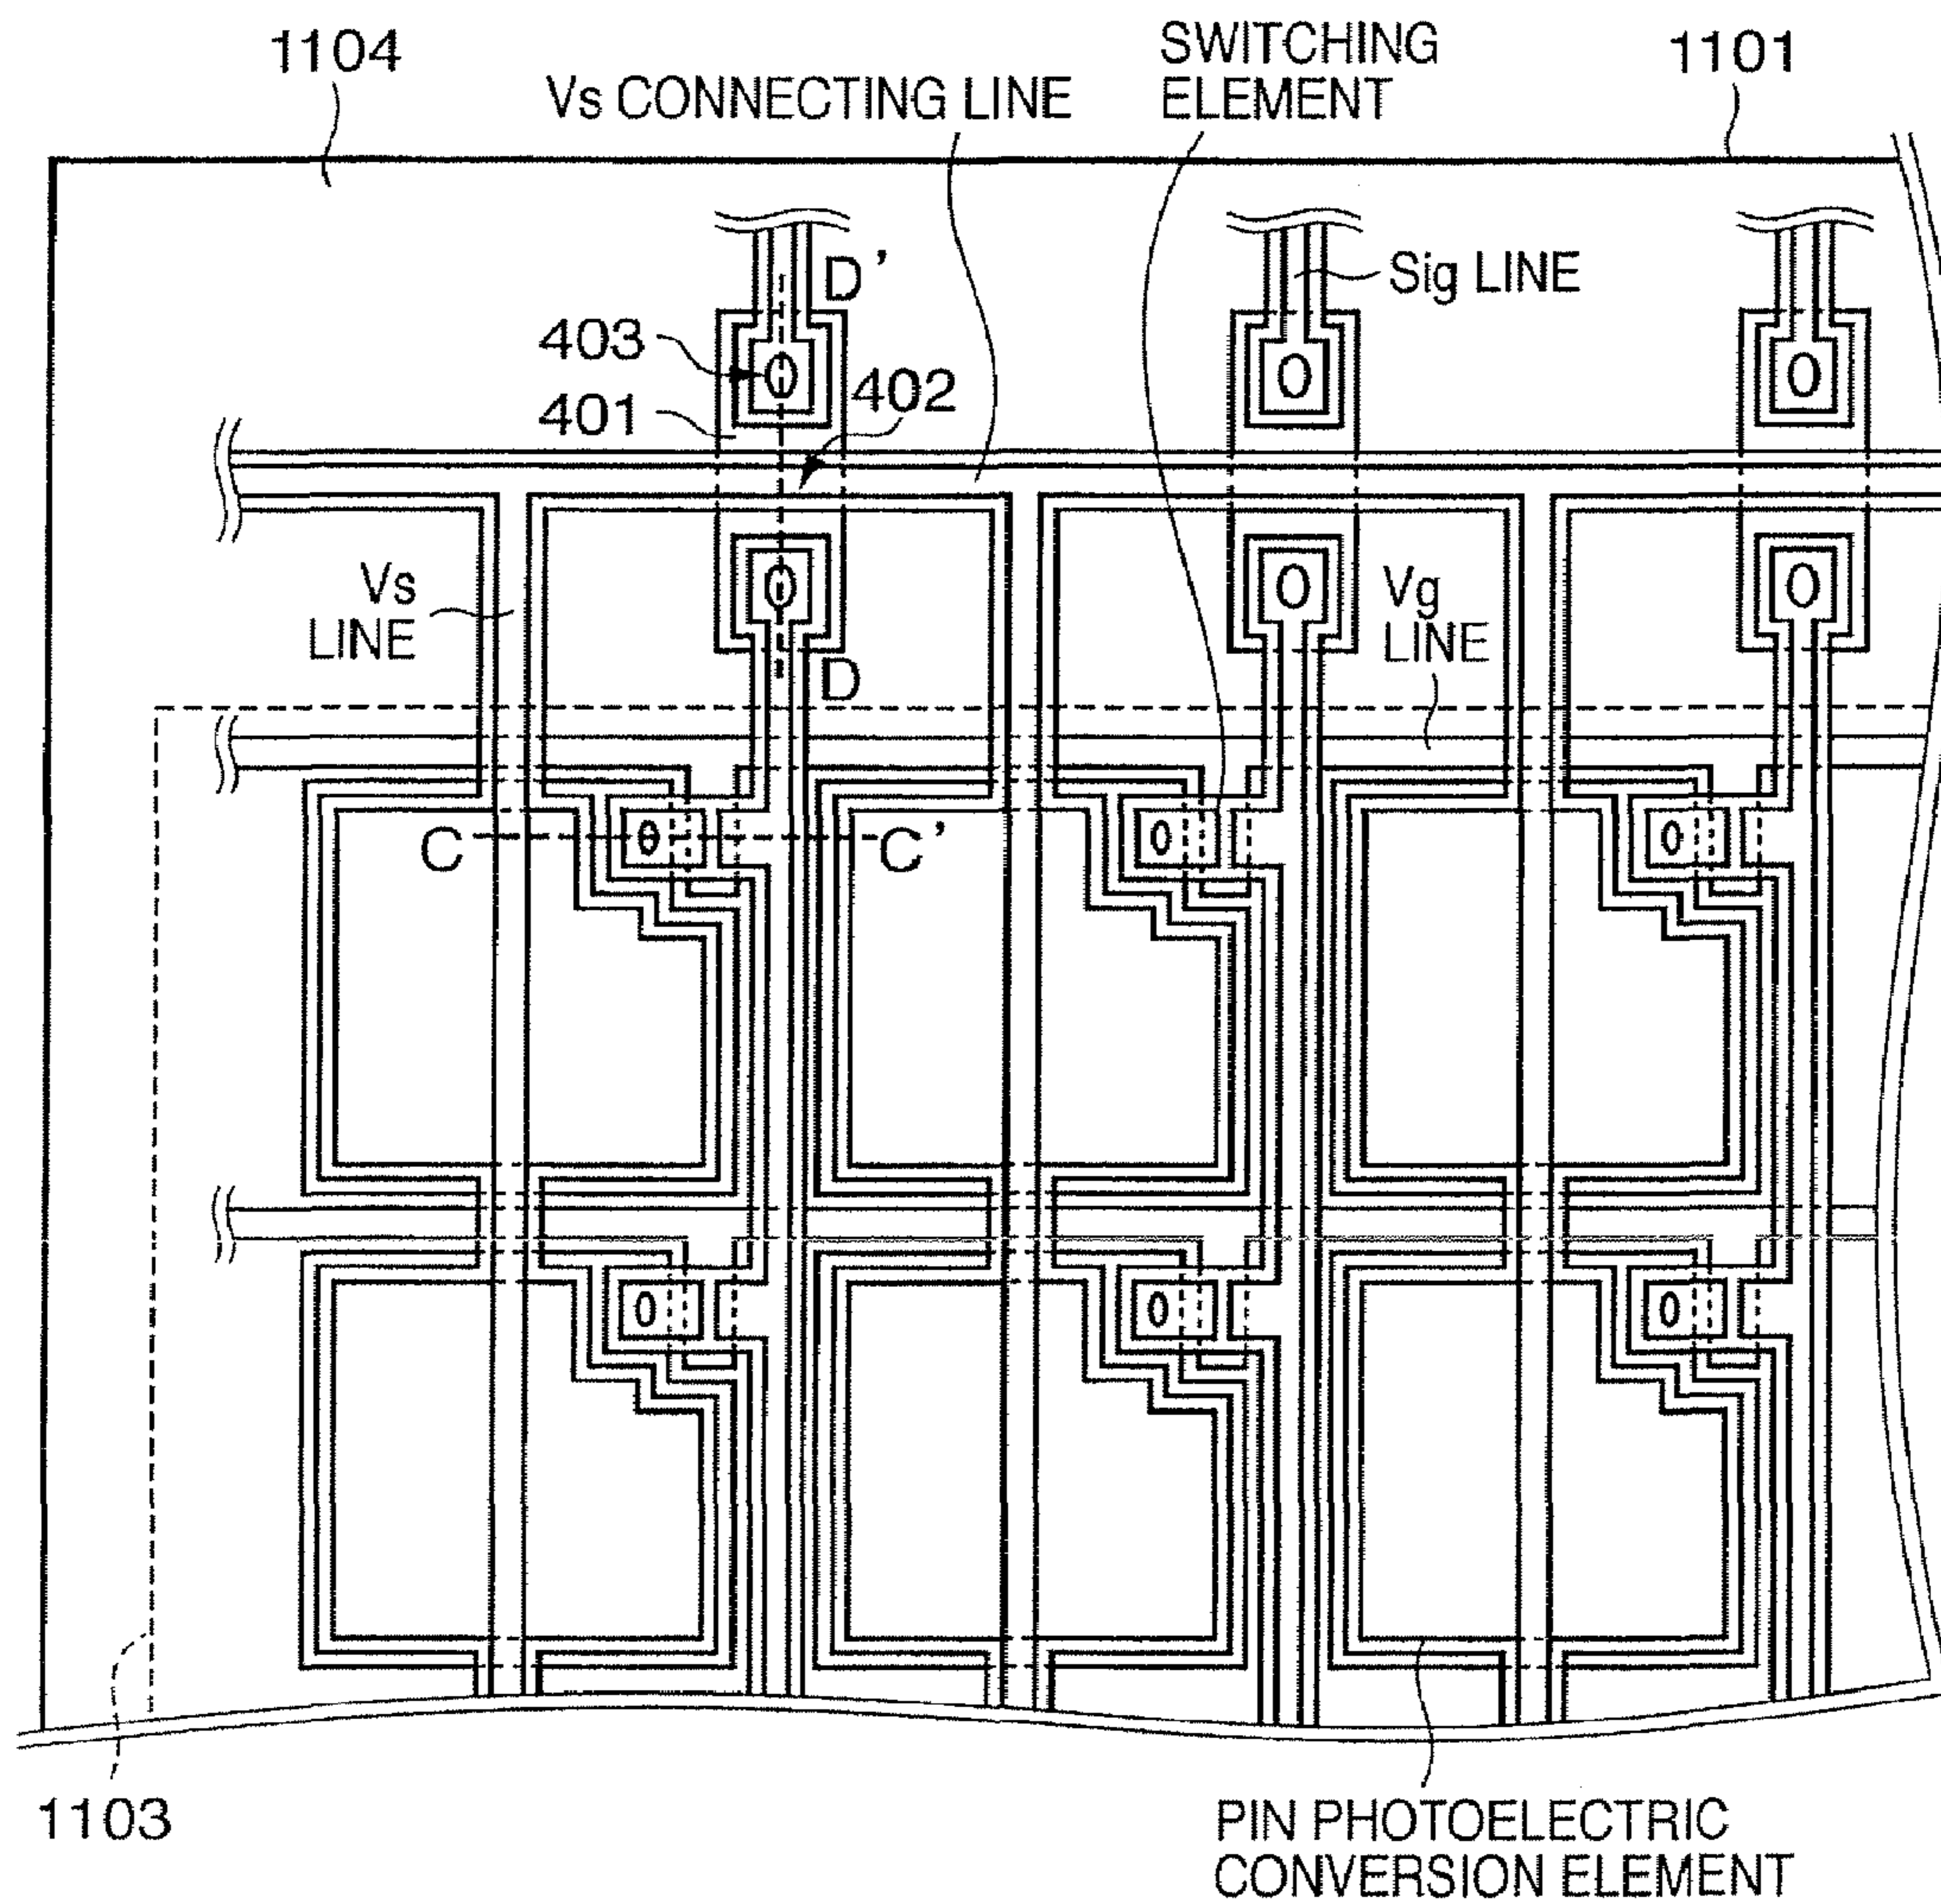 1104
Vs CONNECTING LINE
SWITCHING
ELEMENT
1101
D'
Sig LINE
403
401
402
Vs
LINE
Vg
LINE
D
C
C'
1103
PIN PHOTOELECTRIC
CONVERSION ELEMENT